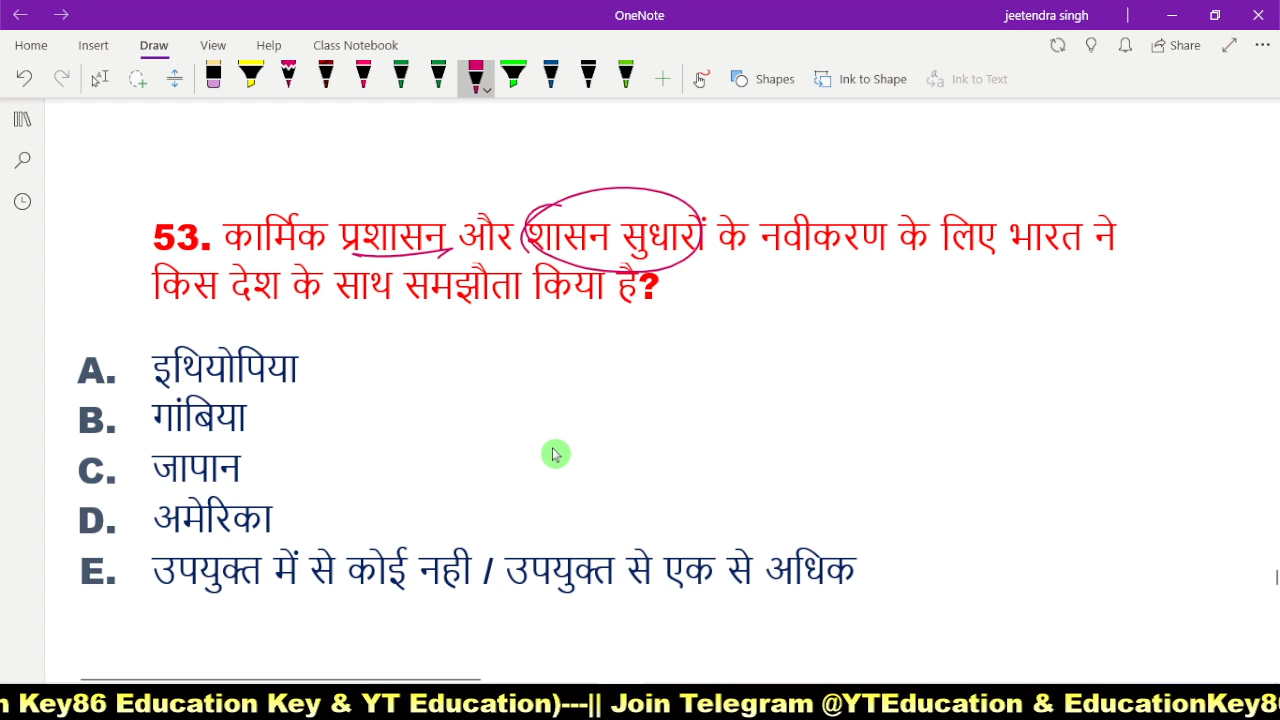 OneNote
jeetendra singh
Home Insert Draw View Help Class Notebook
Share
Shapes Ink to Shape Ink to Text
53. कार्मिक प्रशासन और शासन सुधारों के नवीकरण के लिए भारत ने
किस देश के साथ समझौता किया है?
A. इथियोपिया
B. गांबिया
C. जापान
D. अमेरिका
E. उपयुक्त में से कोई नही / उपयुक्त से एक से अधिक
Key86 Education Key & YT Education)---|| Join Telegram @YTEducation & EducationKey8